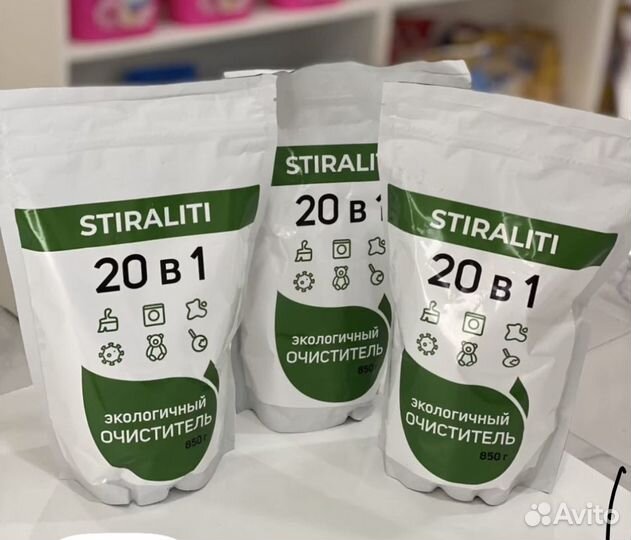 STIRALITI
20 в 1
экологичный
ОЧИСТИТЕЛЬ
850 г
STIRALITI
20 в 1
экологичный
ОЧИСТИТЕЛЬ
850 г
STIRALITI
20 в 1
экологичный
ОЧИСТИТЕЛЬ
850 г
Avito